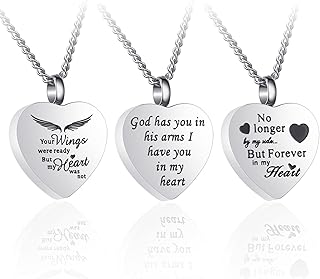 Your Wings
were ready
But my
Heart
was
not
God has you in
his arms I
have you
in my
heart
No
longer
by my side...
But Forever
in my
Heart